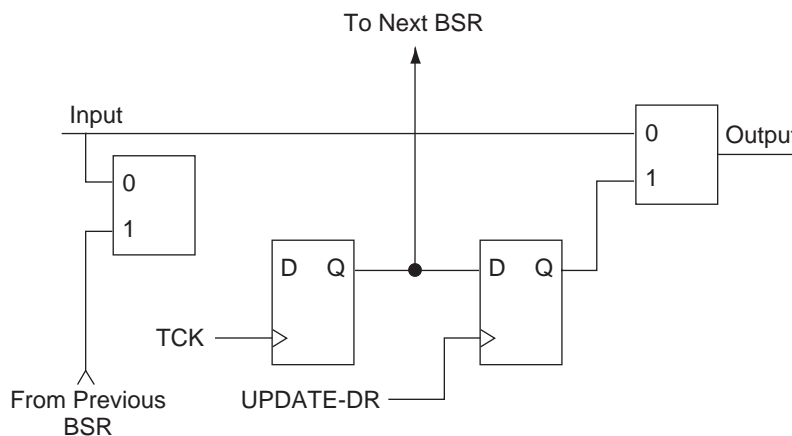 To Next BSR
Input
0
Output
0
1
1
D Q
D Q
TCK
UPDATE-DR
From Previous
BSR